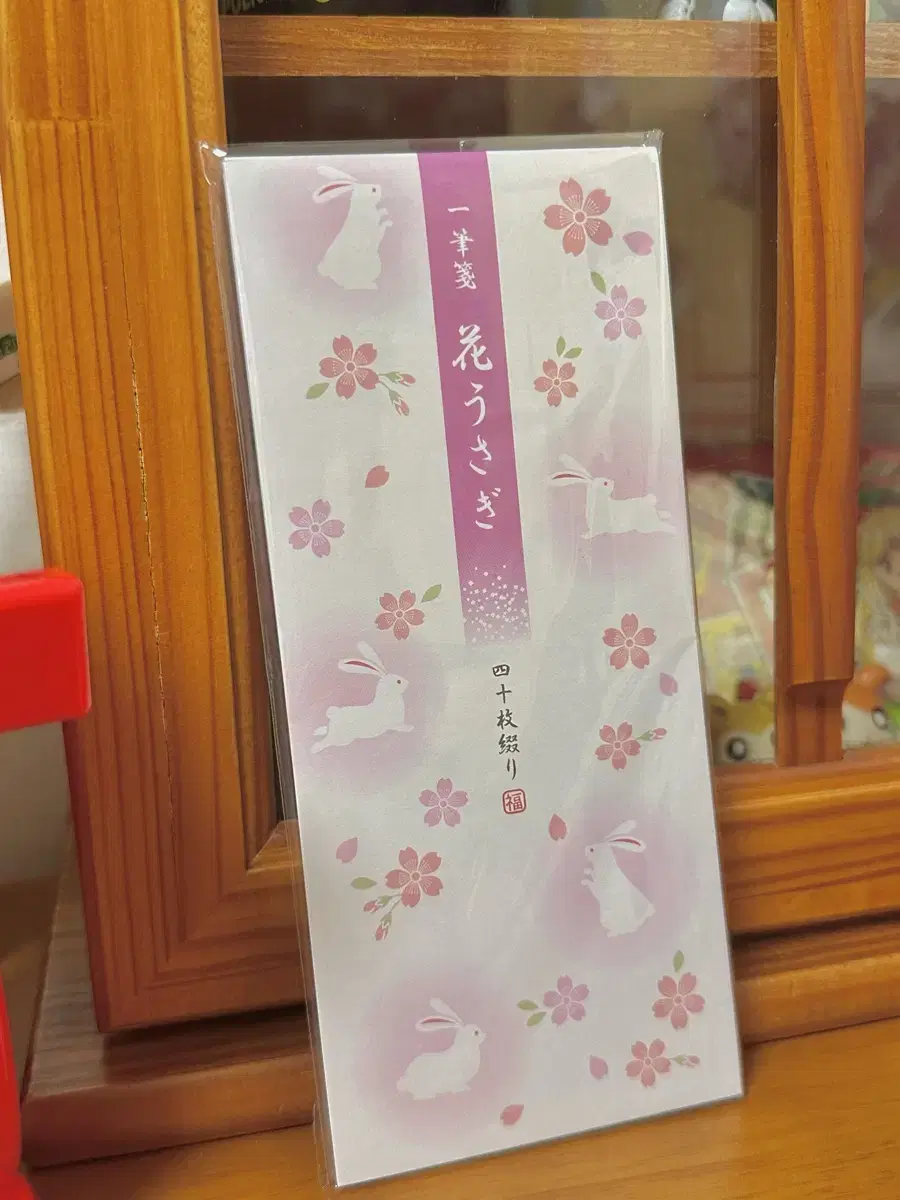 一筆箋 花うさぎ
四十枚綴り
福